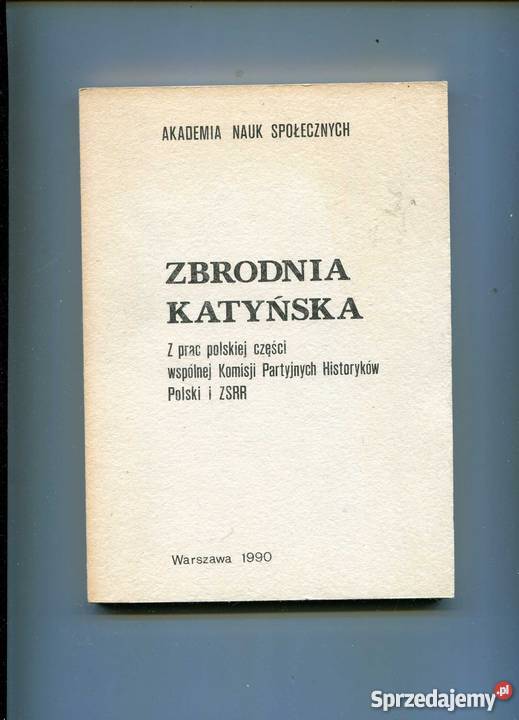 AKADEMIA NAUK SPOŁECZNYCH
ZBRODNIA
KATYŃSKA
Z prac polskiej części
wspólnej Komisji Partyjnych Historyków
Polski i ZSRR
Warszawa 1990
Sprzedajemy.pl